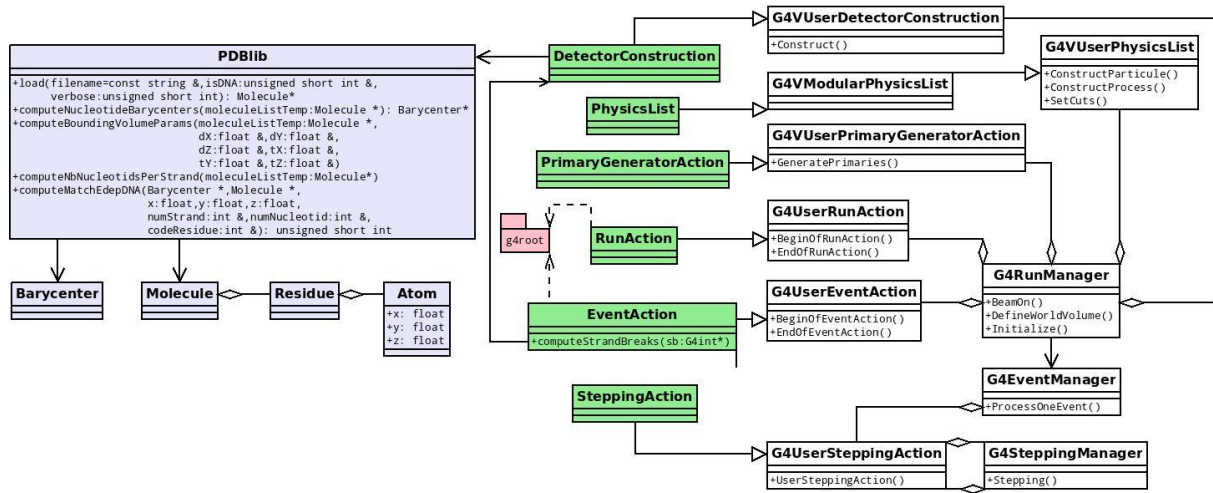 PDBlib
+load(filename=const string &,isDNA:unsigned short int &,
verbose:unsigned short int): Molecule*
+computeNucleotideBarycenters(moleculeListTemp:Molecule *): Barycenter*
+computeBoundingVolumeParams(moleculeListTemp:Molecule *,
dX:float &,dY:float &,
dZ:float &,tX:float &,
tY:float &,tZ:float &)
+computeNbNucleotidsPerStrand(moleculeListTemp:Molecule*)
+computeMatchEdepDNA(Barycenter *,Molecule *,
x:float,y:float,z:float,
numStrand:int &,numNucleotid:int &,
codeResidue:int &): unsigned short int
Barycenter
Molecule
Residue
Atom
+x: float
+y: float
+z: float
DetectorConstruction
PhysicsList
PrimaryGeneratorAction
g4root
RunAction
EventAction
+computeStrandBreaks(sb:G4int*)
SteppingAction
G4VUserDetectorConstruction
+Construct()
G4VModularPhysicsList
G4VUserPhysicsList
+ConstructParticule()
+ConstructProcess()
+SetCuts()
G4VUserPrimaryGeneratorAction
+GeneratePrimaries()
G4UserRunAction
+BeginOfRunAction()
+EndOfRunAction()
G4UserEventAction
+BeginOfEventAction()
+EndOfEventAction()
G4RunManager
+BeamOn()
+DefineWorldVolume()
+Initialize()
G4EventManager
+ProcessOneEvent()
G4UserSteppingAction
+UserSteppingAction()
G4SteppingManager
+Stepping()